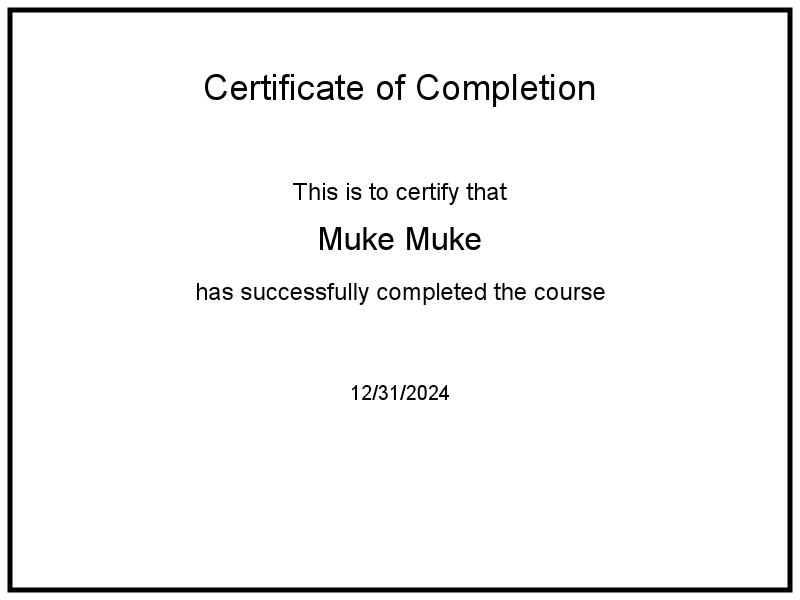 Certificate of Completion
This is to certify that
Muke Muke
has successfully completed the course
12/31/2024